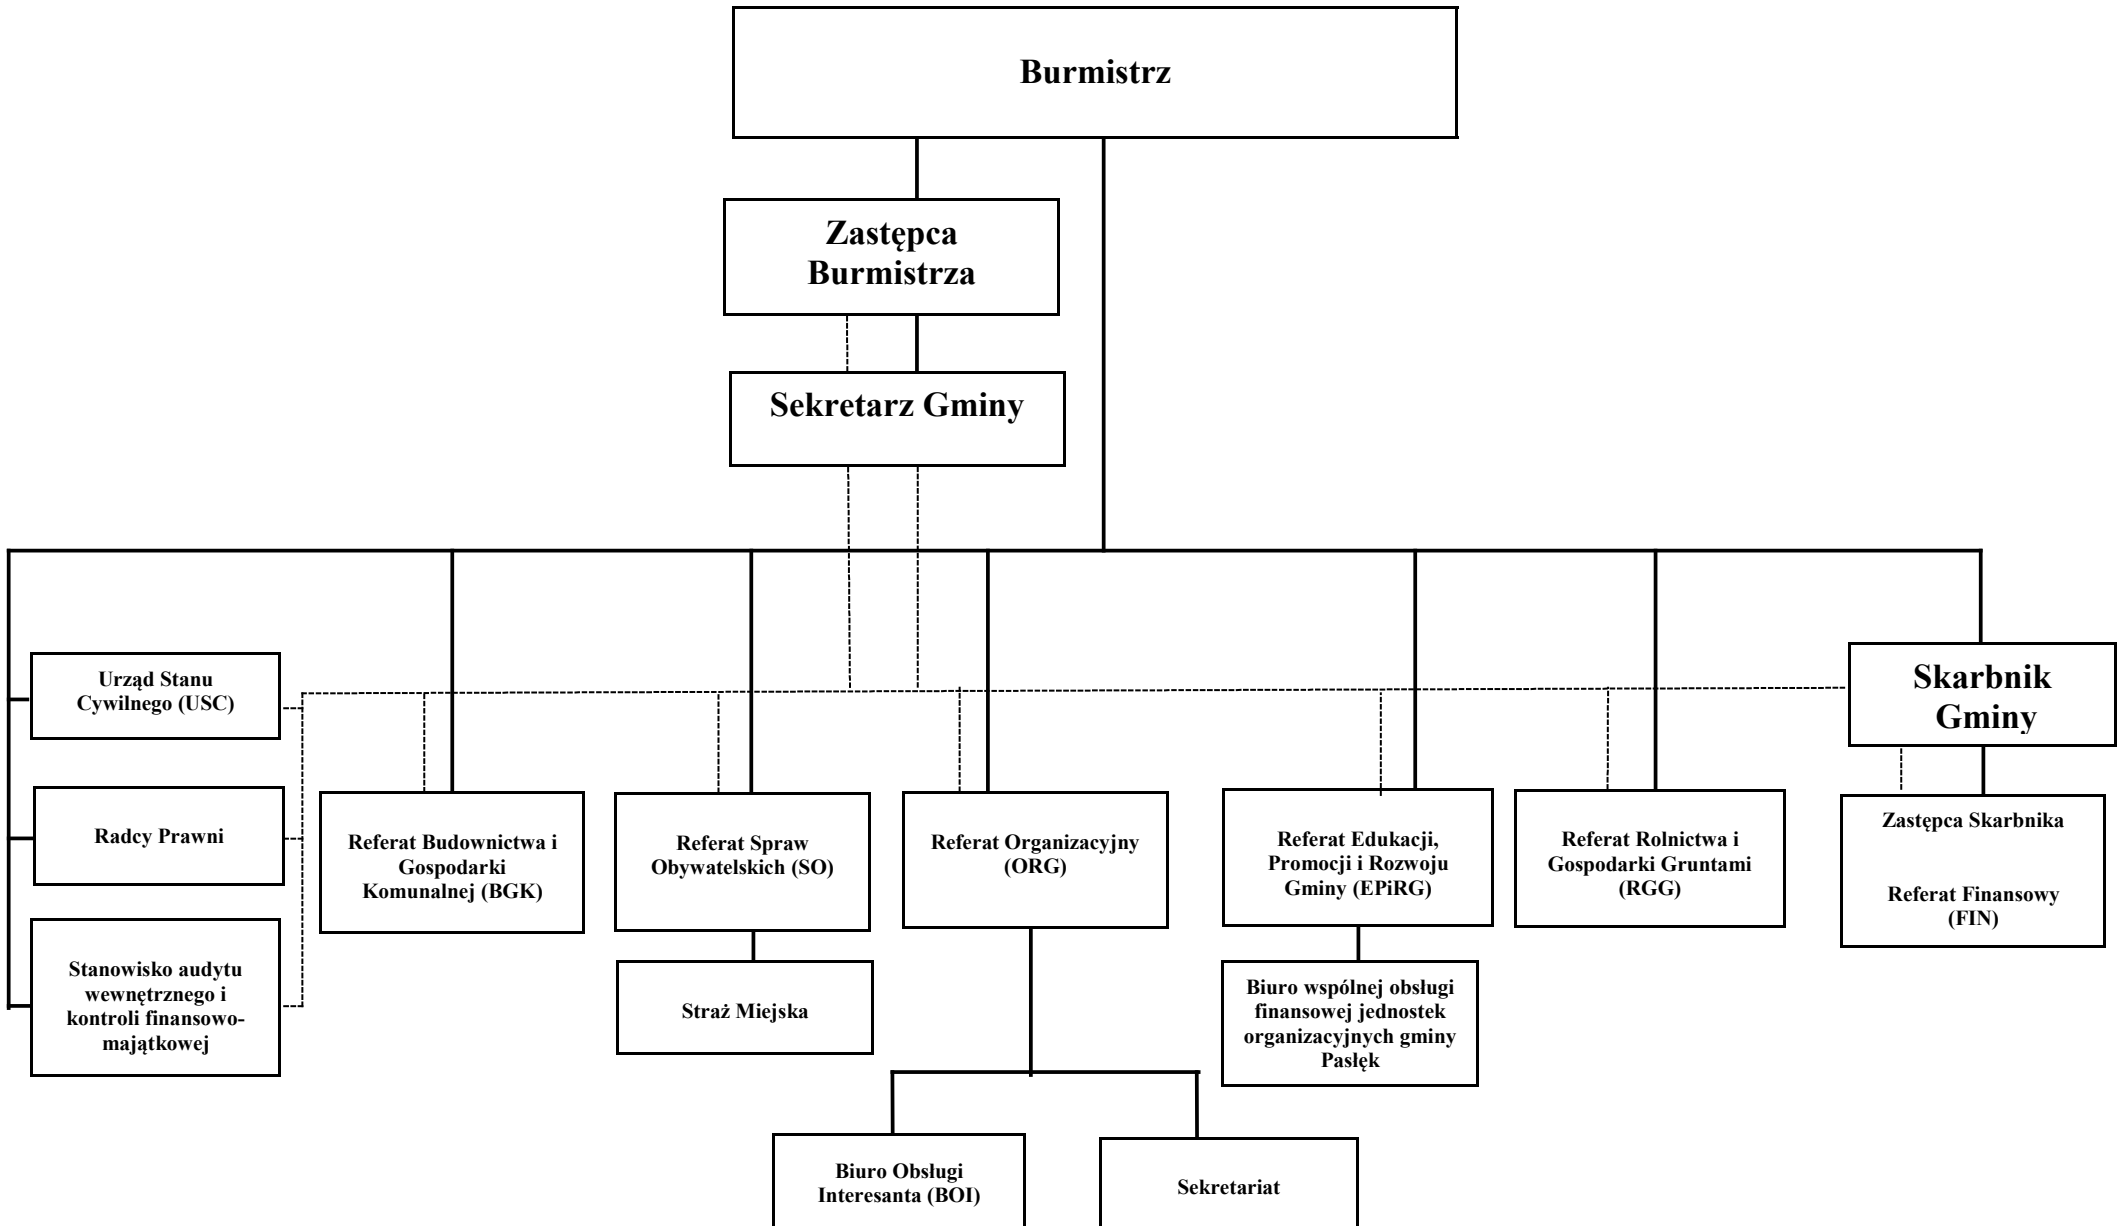 Burmistrz
Zastępca
Burmistrza
Sekretarz Gminy
Urząd Stanu
Cywilnego (USC)
Skarbnik
Gminy
Radcy Prawni
Referat Budownictwa i
Gospodarki
Komunalnej (BGK)
Referat Spraw
Obywatelskich (SO)
Referat Organizacyjny
(ORG)
Referat Edukacji,
Promocji i Rozwoju
Gminy (EPiRG)
Referat Rolnictwa i
Gospodarki Gruntami
(RGG)
Zastępca Skarbnika
Referat Finansowy
(FIN)
Stanowisko audytu
wewnętrznego i
kontroli finansowo-
majątkowej
Straż Miejska
Biuro wspólnej obsługi
finansowej jednostek
organizacyjnych gminy
Pasłęk
Biuro Obsługi
Interesanta (BOI)
Sekretariat